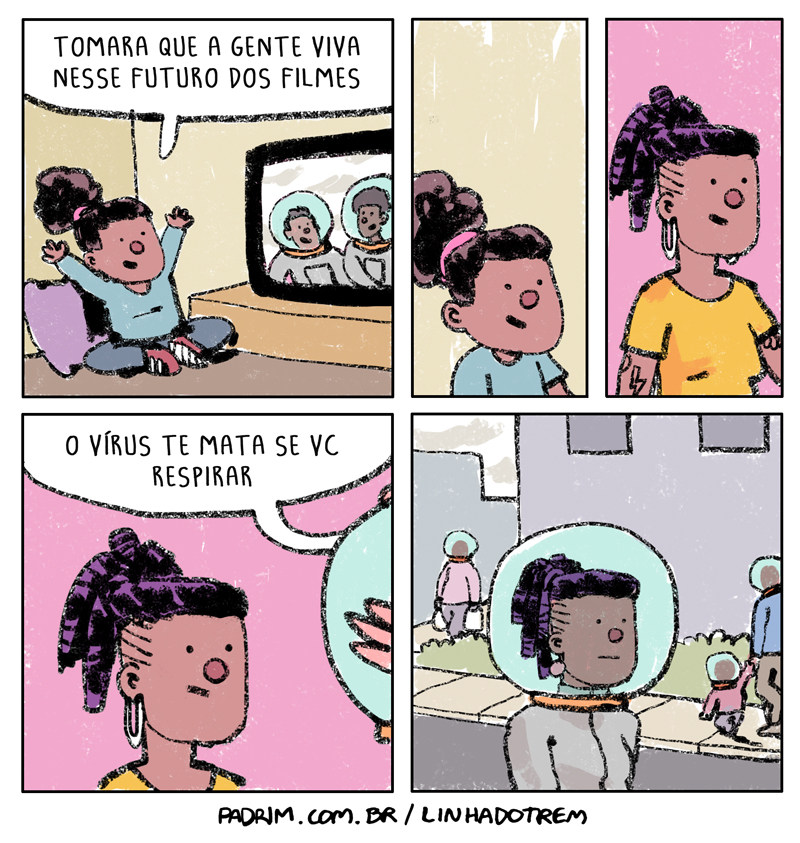 TOMARA QUE A GENTE VIVA
NESSE FUTURO DOS FILMES
O VÍRUS TE MATA SE VC
RESPIRAR
PADRIM.COM.BR / LINHADOTREM